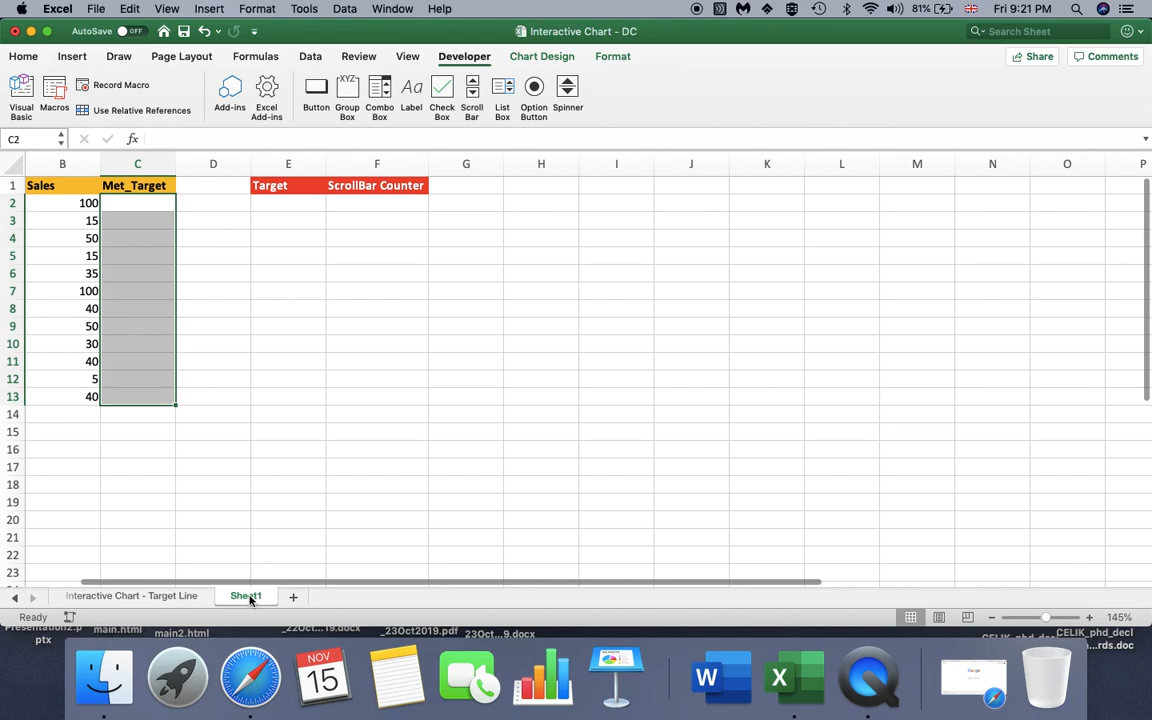 Excel File Edit View Insert Format Tools Data Window Help 81% Fri 9:21 PM
AutoSave OFF Interactive Chart - DC Search Sheet
Home Insert Draw Page Layout Formulas Data Review View Developer Chart Design Format Share Comments
Visual Basic Macros Record Macro Use Relative References Add-ins Excel Add-ins Button Group Box Combo Box Label Check Box Scroll Bar List Box Option Button Spinner
C2 fx
B C D E F G H I J K L M N O P
1 Sales Met_Target Target ScrollBar Counter
2 100
3 15
4 50
5 15
6 35
7 100
8 40
9 50
10 30
11 40
12 5
13 40
14
15
16
17
18
19
20
21
22
23
Interactive Chart - Target Line Sheet1
Ready 145%
ptx main.html main2.html _22Oct...19.docx _23Oct2019.pdf 23Oct...9.docx CELIK_phd_decl ...rds.doc
NOV
15
W X